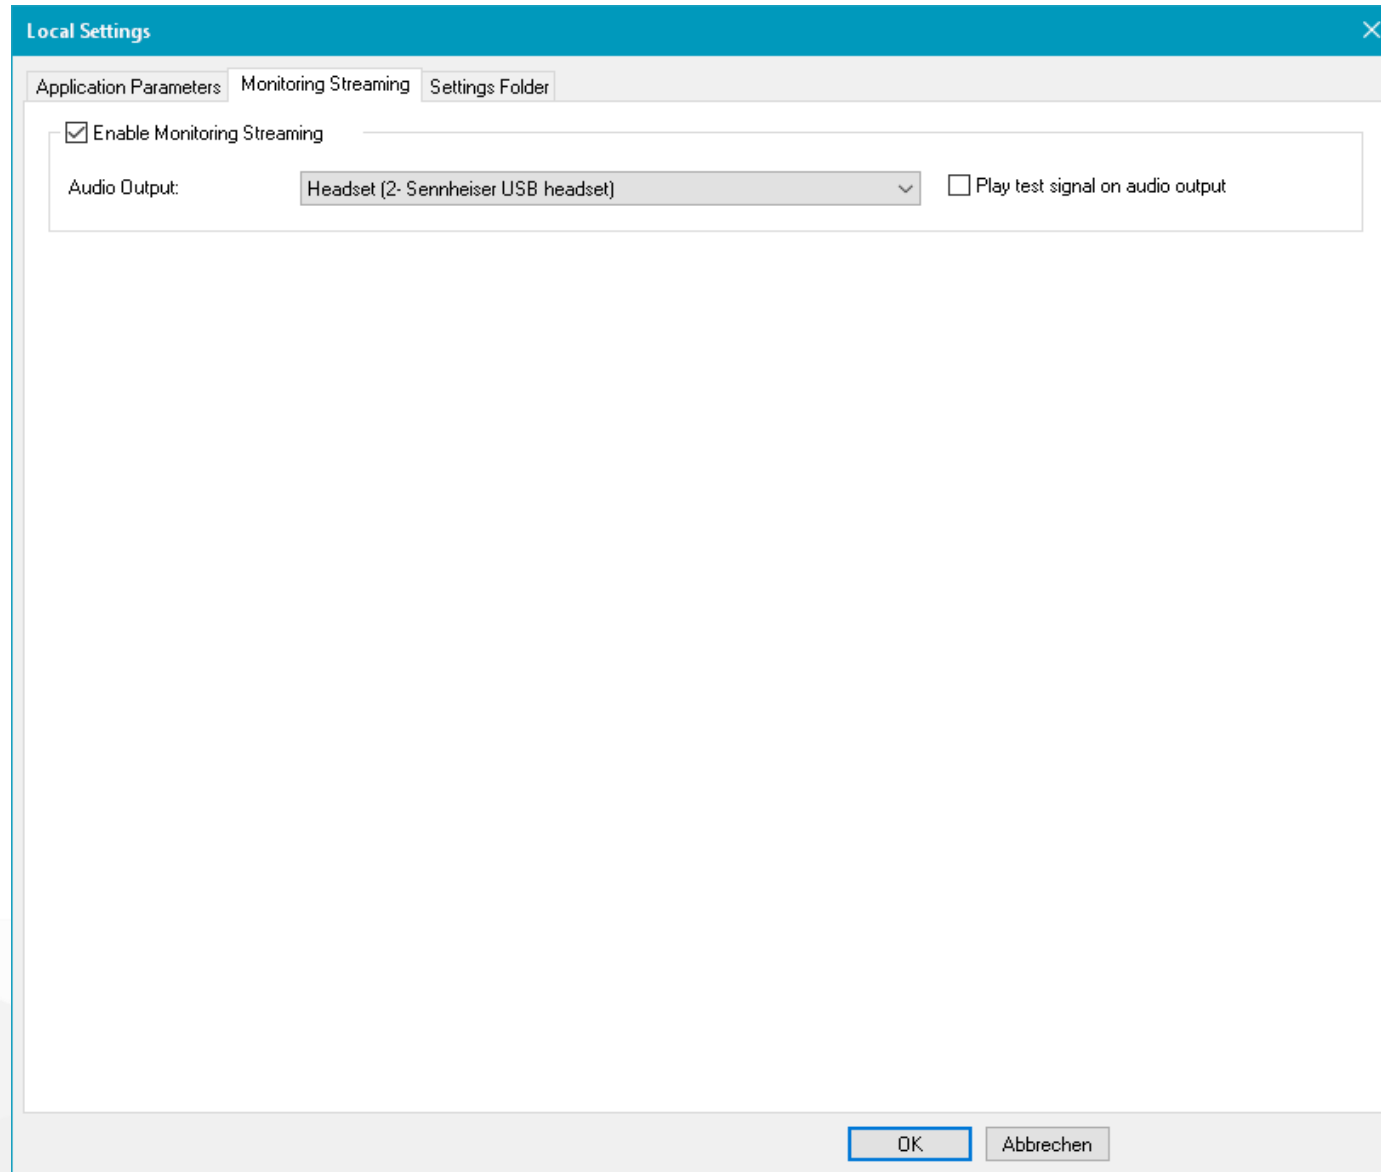 Local Settings
Application Parameters Monitoring Streaming Settings Folder
Enable Monitoring Streaming
Audio Output: Headset (2- Sennheiser USB headset) Play test signal on audio output
OK Abbrechen